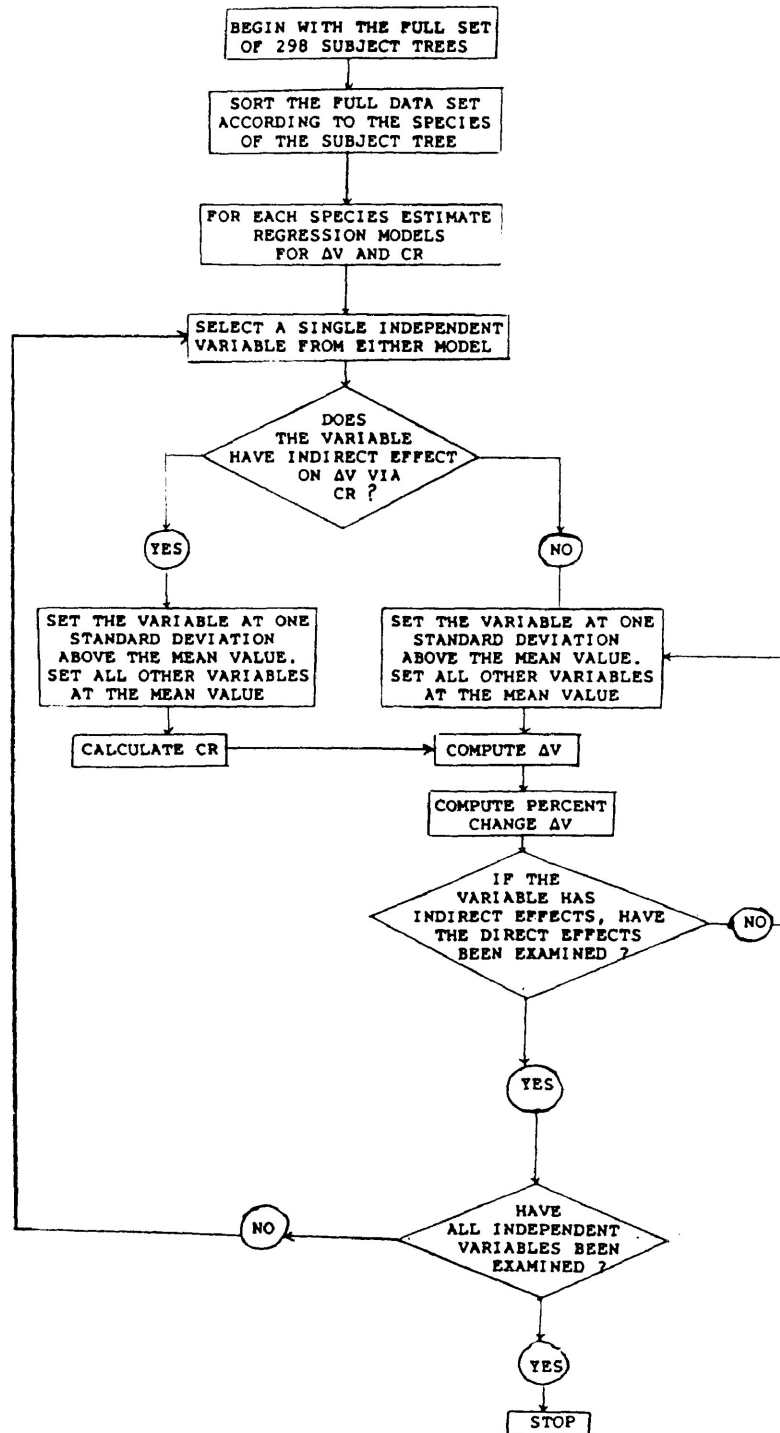 BEGIN WITH THE FULL SET
OF 298 SUBJECT TREES
SORT THE FULL DATA SET
ACCORDING TO THE SPECIES
OF THE SUBJECT TREE
FOR EACH SPECIES ESTIMATE
REGRESSION MODELS
FOR ΔV AND CR
SELECT A SINGLE INDEPENDENT
VARIABLE FROM EITHER MODEL
DOES
THE VARIABLE
HAVE INDIRECT EFFECT
ON ΔV VIA
CR ?
YES
NO
SET THE VARIABLE AT ONE
STANDARD DEVIATION
ABOVE THE MEAN VALUE.
SET ALL OTHER VARIABLES
AT THE MEAN VALUE
SET THE VARIABLE AT ONE
STANDARD DEVIATION
ABOVE THE MEAN VALUE.
SET ALL OTHER VARIABLES
AT THE MEAN VALUE
CALCULATE CR
COMPUTE ΔV
COMPUTE PERCENT
CHANGE ΔV
IF THE
VARIABLE HAS
INDIRECT EFFECTS, HAVE
THE DIRECT EFFECTS
BEEN EXAMINED ?
NO
YES
HAVE
ALL INDEPENDENT
VARIABLES BEEN
EXAMINED ?
NO
YES
STOP